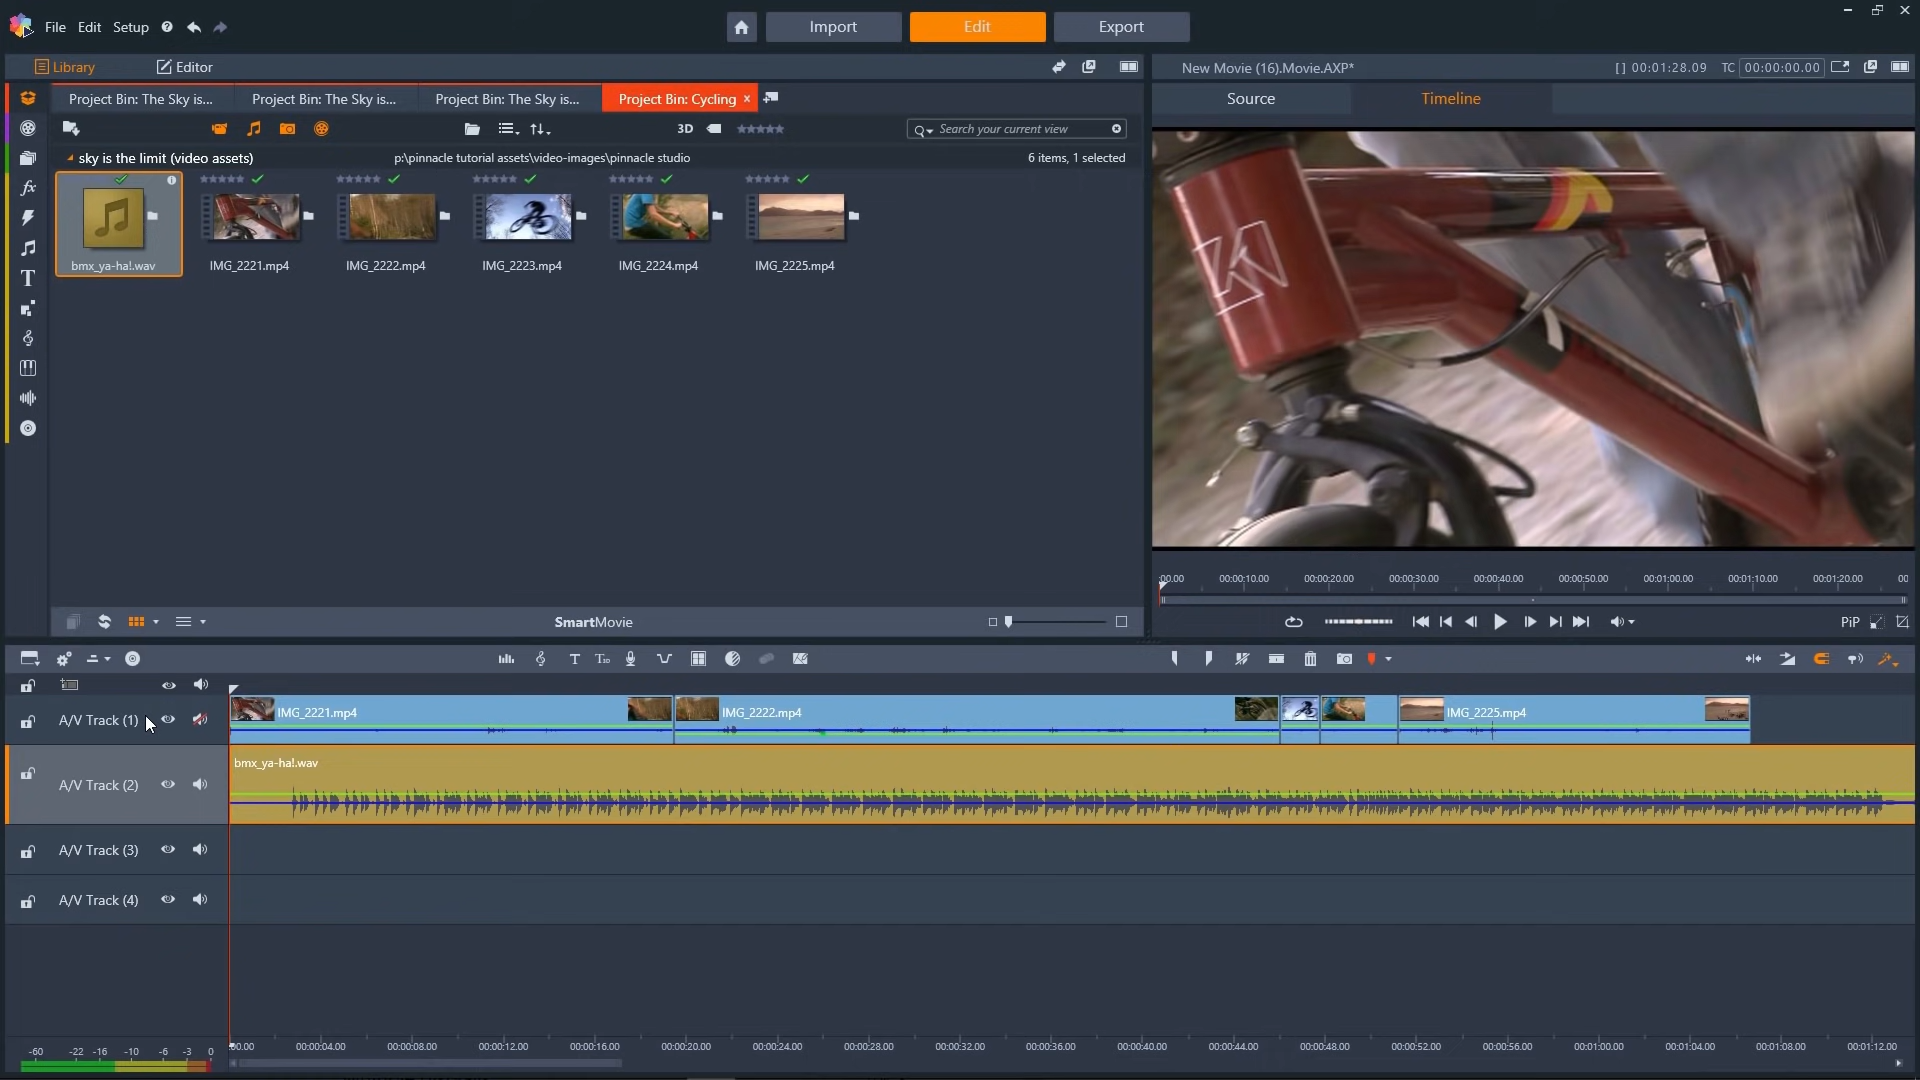 File Edit Setup
Import Edit Export
Library Editor
New Movie (16).Movie.AXP* [] 00:01:28.09 TC 00:00:00.00
Project Bin: The Sky is... Project Bin: The Sky is... Project Bin: The Sky is... Project Bin: Cycling x
Source Timeline
3D Search your current view
sky is the limit (video assets) p:\pinnacle tutorial assets\video-images\pinnacle studio 6 items, 1 selected
bmx_ya-ha!.wav IMG_2221.mp4 IMG_2222.mp4 IMG_2223.mp4 IMG_2224.mp4 IMG_2225.mp4
:00.00 00:00:10.00 00:00:20.00 00:00:30.00 00:00:40.00 00:00:50.00 00:01:00.00 00:01:10.00 00:01:20.00 00
SmartMovie
PiP
A/V Track (1) IMG_2221.mp4 IMG_2222.mp4 IMG_2225.mp4
bmx_ya-ha!.wav
A/V Track (2)
A/V Track (3)
A/V Track (4)
-60 -22 -16 -10 -6 -3 0
00.00 00:00:04.00 00:00:08.00 00:00:12.00 00:00:16.00 00:00:20.00 00:00:24.00 00:00:28.00 00:00:32.00 00:00:36.00 00:00:40.00 00:00:44.00 00:00:48.00 00:00:52.00 00:00:56.00 00:01:00.00 00:01:04.00 00:01:08.00 00:01:12.00